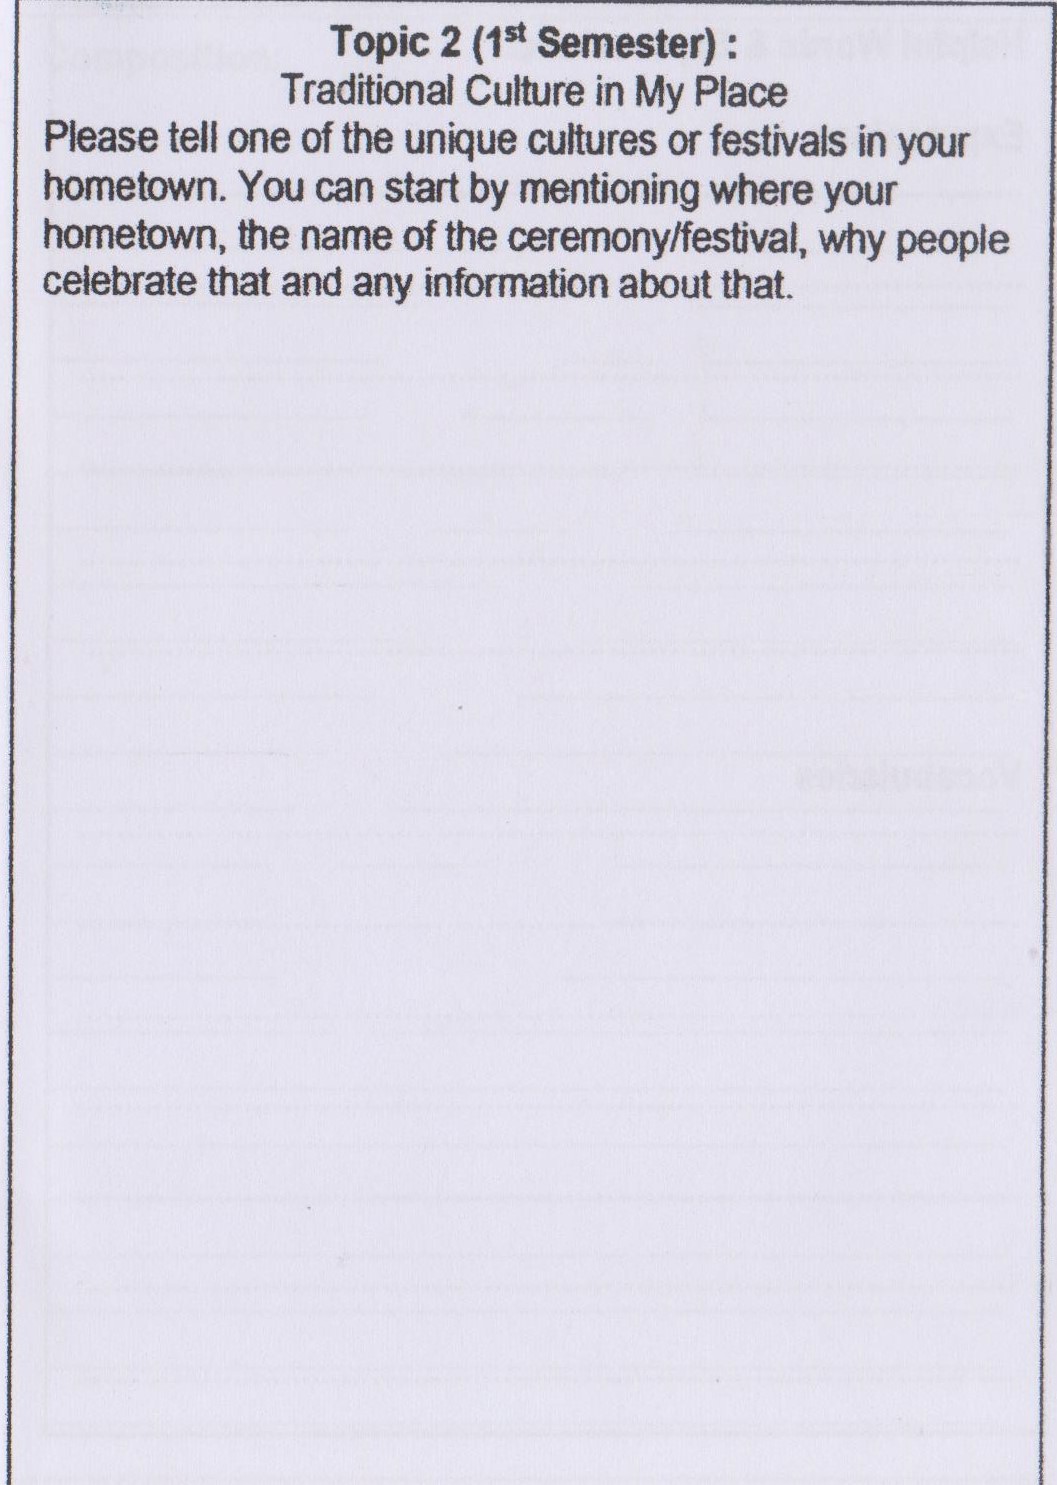 Topic 2 (1st Semester) :
Traditional Culture in My Place
Please tell one of the unique cultures or festivals in your
hometown. You can start by mentioning where your
hometown, the name of the ceremony/festival, why people
celebrate that and any information about that.